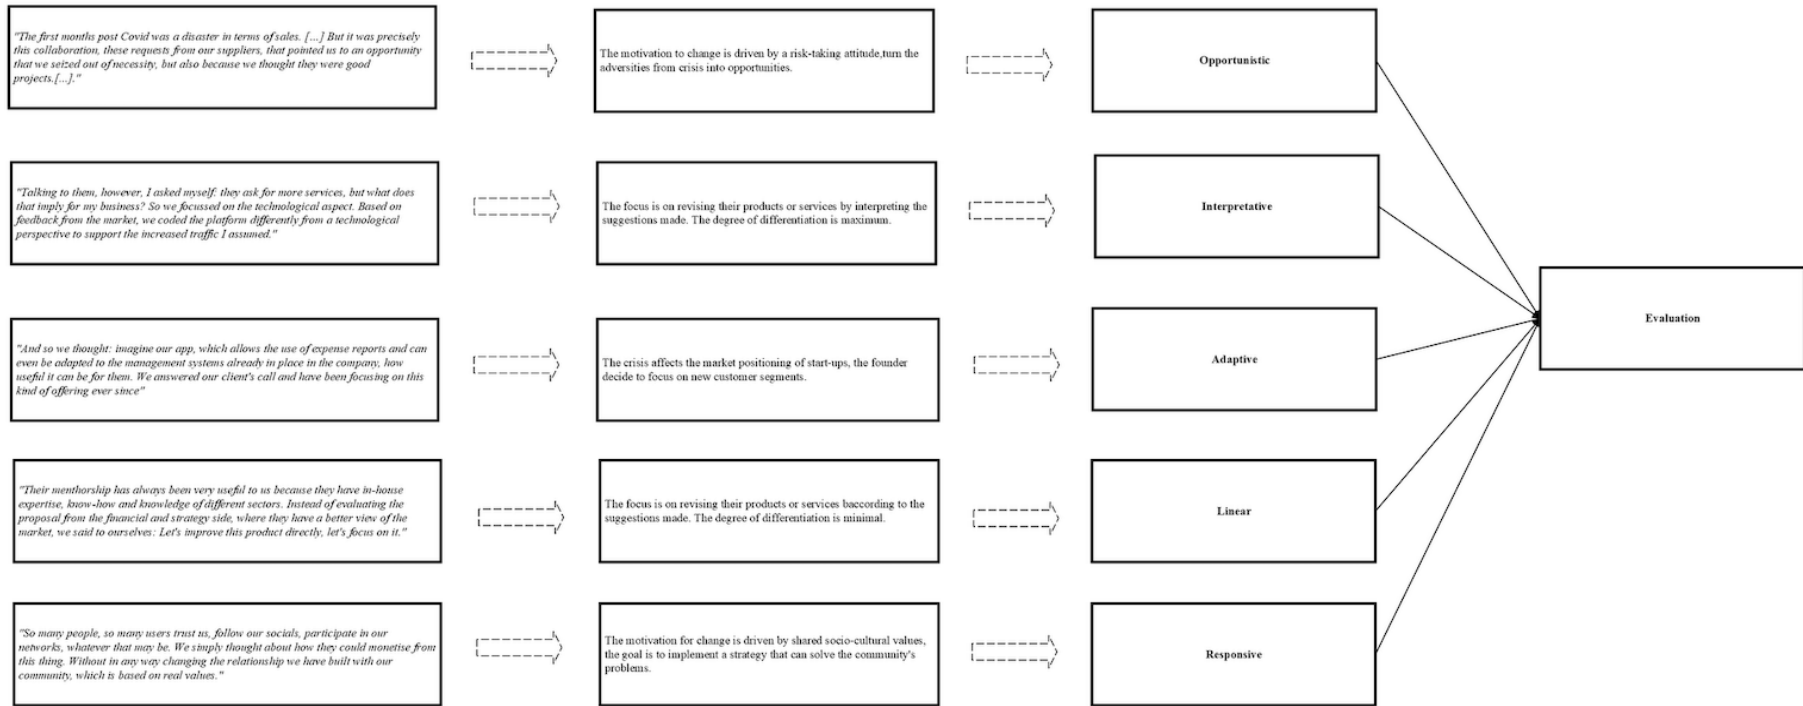 "The first months post Covid was a disaster in terms of sales. [...] But it was precisely
this collaboration, these requests from our suppliers, that pointed us to an opportunity
that we seized out of necessity, but also because we thought they were good
projects.[...]."
The motivation to change is driven by a risk-taking attitude,turn the
adversities from crisis into opportunities.
Opportunistic
"Talking to them, however, I asked myself: they ask for more services, but what does
that imply for my business? So we focussed on the technological aspect. Based on
feedback from the market, we coded the platform differently from a technological
perspective to support the increased traffic I assumed."
The focus is on revising their products or services by interpreting the
suggestions made. The degree of differentiation is maximum.
Interpretative
"And so we thought: imagine our app, which allows the use of expense reports and can
even be adapted to the management systems already in place in the company, how
useful it can be for them. We answered our client's call and have been focusing on this
kind of offering ever since"
The crisis affects the market positioning of start-ups, the founder
decide to focus on new customer segments.
Adaptive
Evaluation
"Their menthorship has always been very useful to us because they have in-house
expertise, know-how and knowledge of different sectors. Instead of evaluating the
proposal from the financial and strategy side, where they have a better view of the
market, we said to ourselves: Let's improve this product directly, let's focus on it."
The focus is on revising their products or services baccording to the
suggestions made. The degree of differentiation is minimal.
Linear
"So many people, so many users trust us, follow our socials, participate in our
networks, whatever that may be. We simply thought about how they could monetise from
this thing. Without in any way changing the relationship we have built with our
community, which is based on real values."
The motivation for change is driven by shared socio-cultural values,
the goal is to implement a strategy that can solve the community's
problems.
Responsive